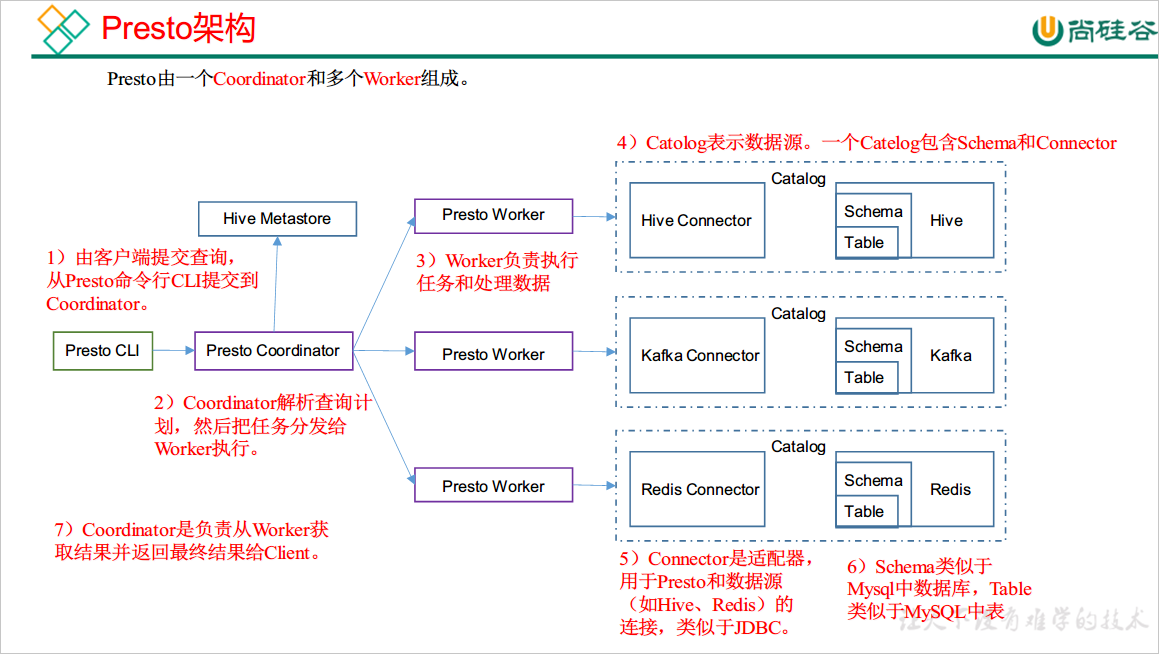 Presto架构
尚硅谷
Presto由一个Coordinator和多个Worker组成。
4）Catolog表示数据源。一个Catelog包含Schema和Connector
Catalog
Hive Metastore
Presto Worker
Hive Connector
Schema
Table
Hive
1）由客户端提交查询，
从Presto命令行CLI提交到
Coordinator。
3）Worker负责执行
任务和处理数据
Catalog
Presto CLI
Presto Coordinator
Presto Worker
Kafka Connector
Schema
Table
Kafka
2）Coordinator解析查询计
划，然后把任务分发给
Worker执行。
Catalog
Presto Worker
Redis Connector
Schema
Table
Redis
7）Coordinator是负责从Worker获
取结果并返回最终结果给Client。
5）Connector是适配器，
用于Presto和数据源
（如Hive、Redis）的
连接，类似于JDBC。
6）Schema类似于
Mysql中数据库，Table
类似于MySQL中表
让天下没有难学的技术